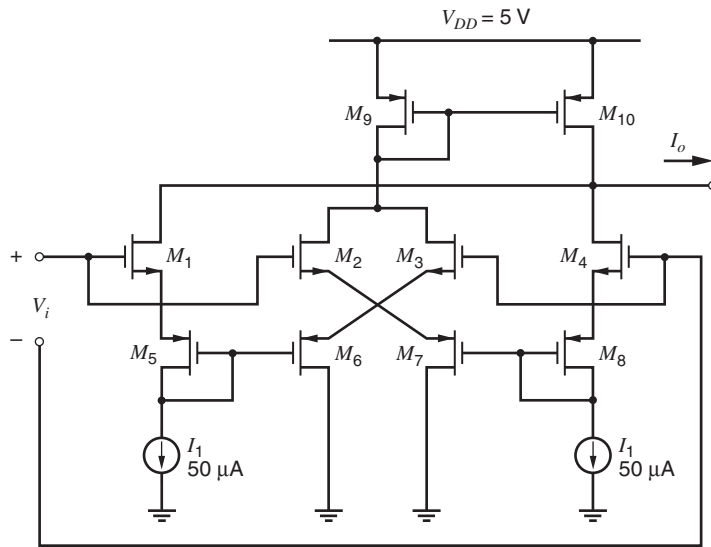 V_DD = 5 V
M_9
M_10
I_o
+
M_1
M_2
M_3
M_4
V_i
−
M_5
M_6
M_7
M_8
I_1
50 μA
I_1
50 μA